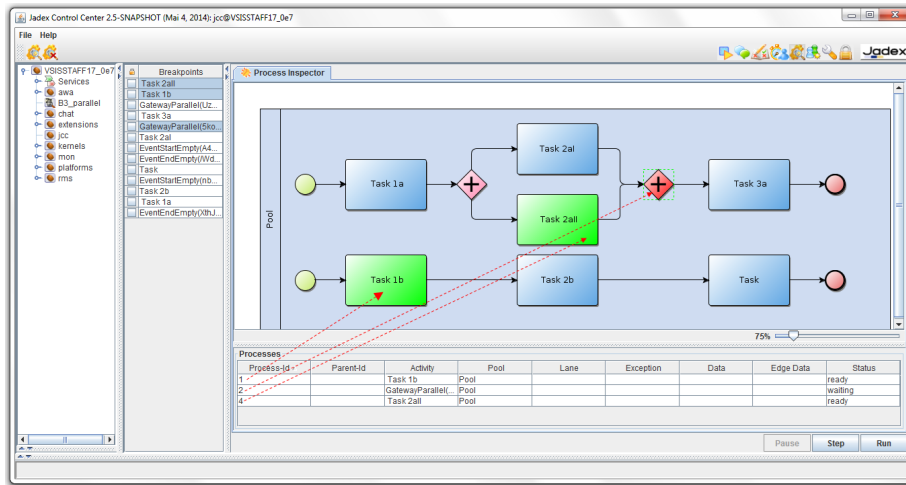 Jadex Control Center 2.5-SNAPSHOT (Mai 4, 2014): jcc@VSISSTAFF17_0e7
File Help
Jadex
VSISSTAFF17_0e7
Services
awa
B3_parallel
chat
extensions
jcc
kernels
mon
platforms
rms
Breakpoints
Task 2all
Task 1b
GatewayParallel(Uz...
Task 3a
GatewayParallel(5ko...
Task 2al
EventStartEmpty(A4...
EventEndEmpty(/Wd...
Task
EventStartEmpty(nb...
Task 2b
Task 1a
EventEndEmpty(XthJ...
Process Inspector
Pool
Task 1a
Task 2al
Task 2all
Task 3a
Task 1b
Task 2b
Task
75%
Processes
Process-Id Parent-Id Activity Pool Lane Exception Data Edge Data Status
1 Task 1b Pool ready
2 GatewayParallel(... Pool waiting
4 Task 2all Pool ready
Pause Step Run